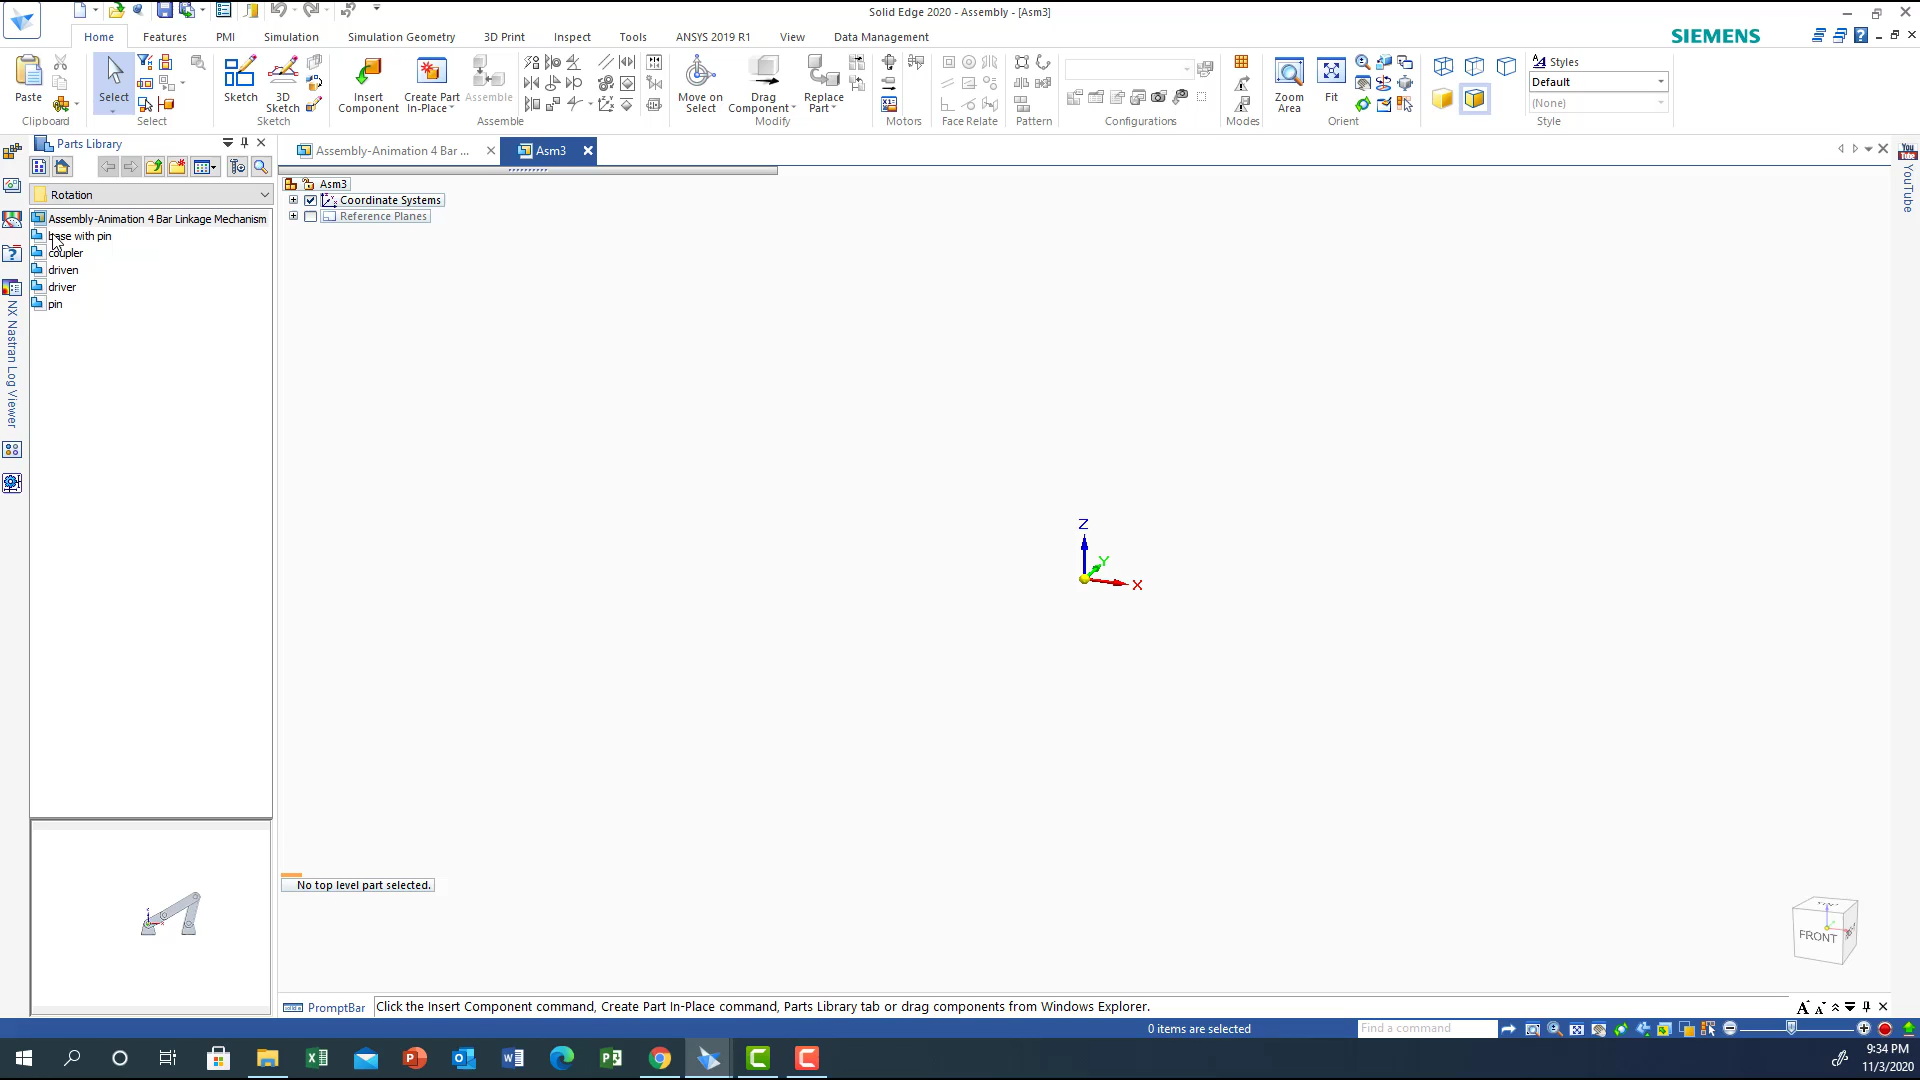 Solid Edge 2020 - Assembly - [Asm3]
Home Features PMI Simulation Simulation Geometry 3D Print Inspect Tools ANSYS 2019 R1 View Data Management
SIEMENS
Paste
Clipboard
Select
Select
Sketch
3D
Sketch
Sketch
Insert
Component
Create Part
In-Place
Assemble
Assemble
Move on
Select
Drag
Component
Replace
Part
Modify
Motors
Face Relate
Pattern
Configurations
Modes
Zoom
Area
Fit
Orient
Styles
Default
(None)
Style
Parts Library
Assembly-Animation 4 Bar ...
Asm3
Rotation
Assembly-Animation 4 Bar Linkage Mechanism
base with pin
coupler
driven
driver
pin
Asm3
Coordinate Systems
Reference Planes
NX Nastran Log Viewer
You
Tube
YouTube
Z
Y
X
No top level part selected.
FRONT
PromptBar
Click the Insert Component command, Create Part In-Place command, Parts Library tab or drag components from Windows Explorer.
0 items are selected
Find a command
9:34 PM
11/3/2020